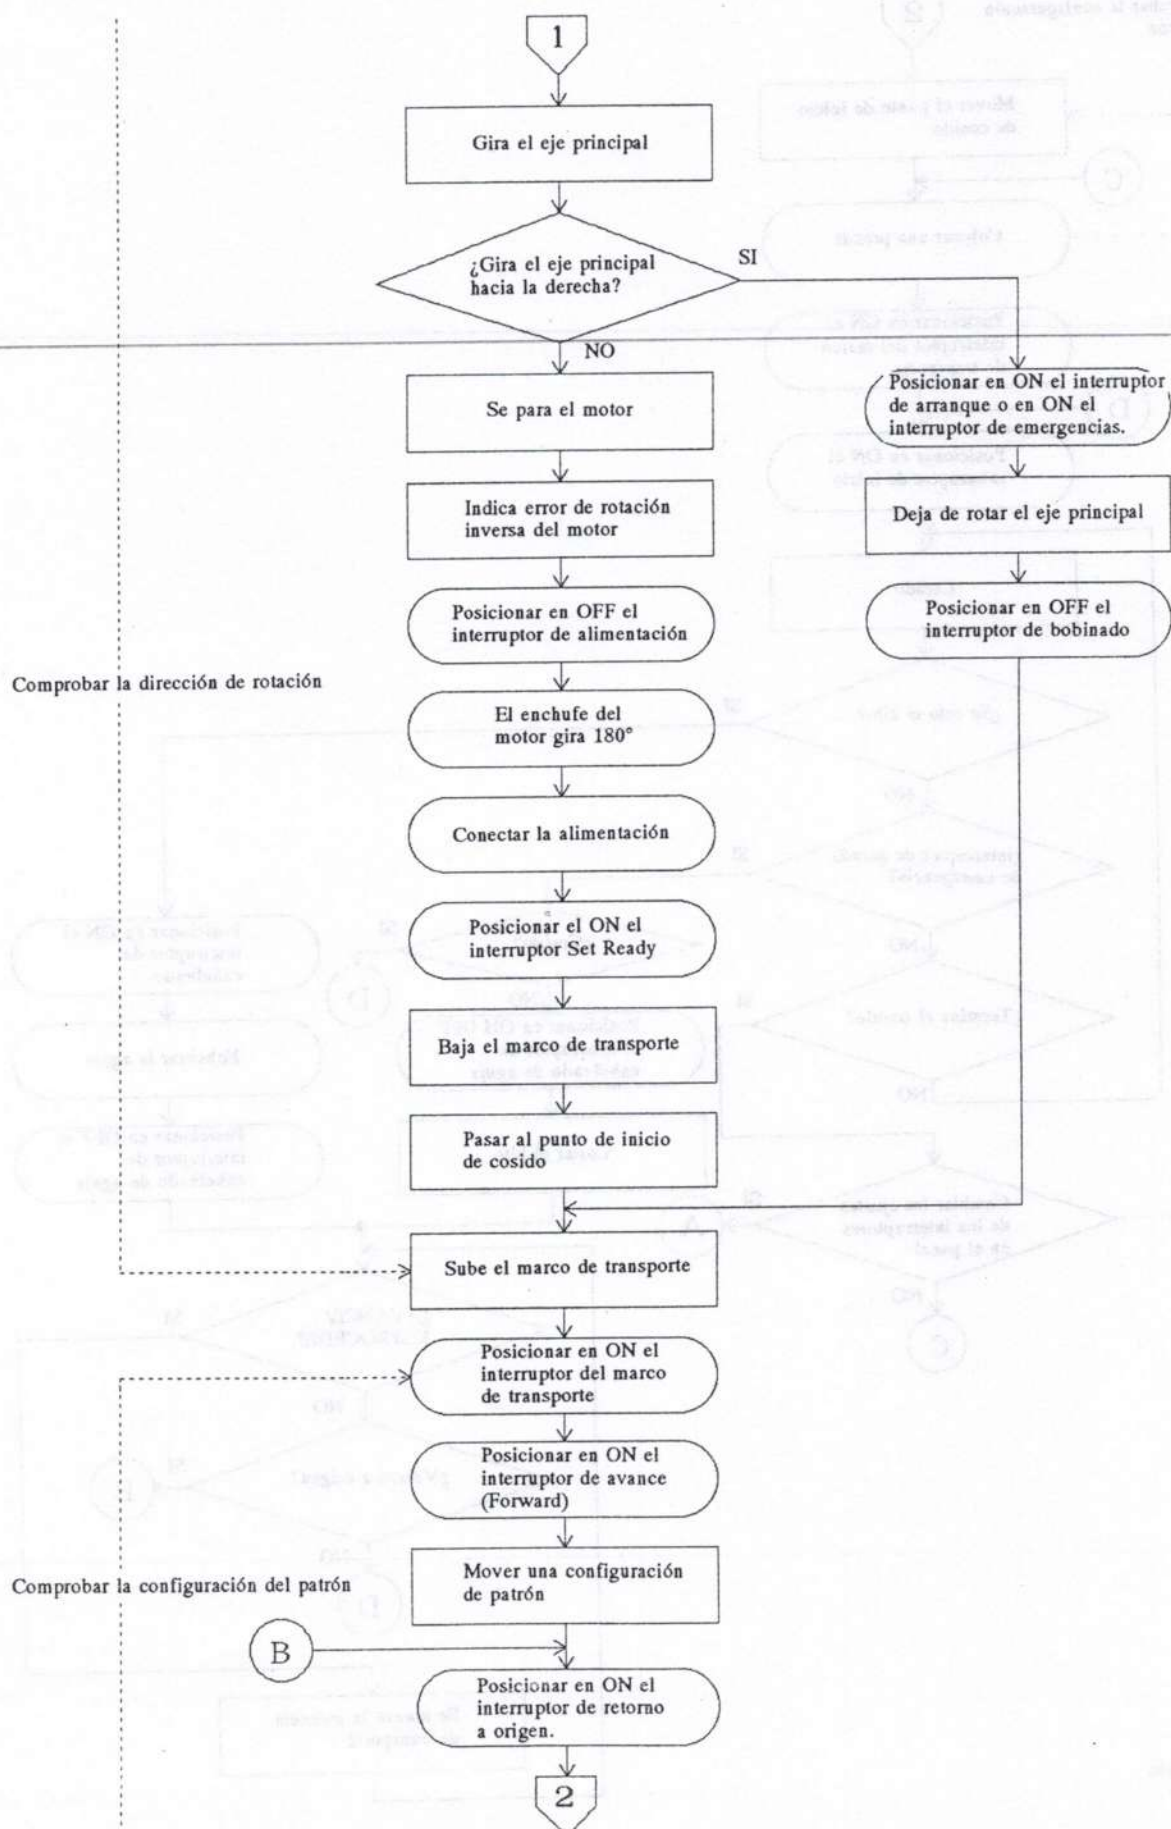 1
Gira el eje principal
¿Gira el eje principal
hacia la derecha?
SI
NO
Posicionar en ON el interruptor
de arranque o en ON el
interruptor de emergencias.
Se para el motor
Indica error de rotación
inversa del motor
Deja de rotar el eje principal
Posicionar en OFF el
interruptor de alimentación
Posicionar en OFF el
interruptor de bobinado
Comprobar la dirección de rotación
El enchufe del
motor gira 180°
Conectar la alimentación
Posicionar el ON el
interruptor Set Ready
Baja el marco de transporte
Pasar al punto de inicio
de cosido
Sube el marco de transporte
Posicionar en ON el
interruptor del marco
de transporte
Posicionar en ON el
interruptor de avance
(Forward)
Comprobar la configuración del patrón
Mover una configuración
de patrón
B
Posicionar en ON el
interruptor de retorno
a origen.
2